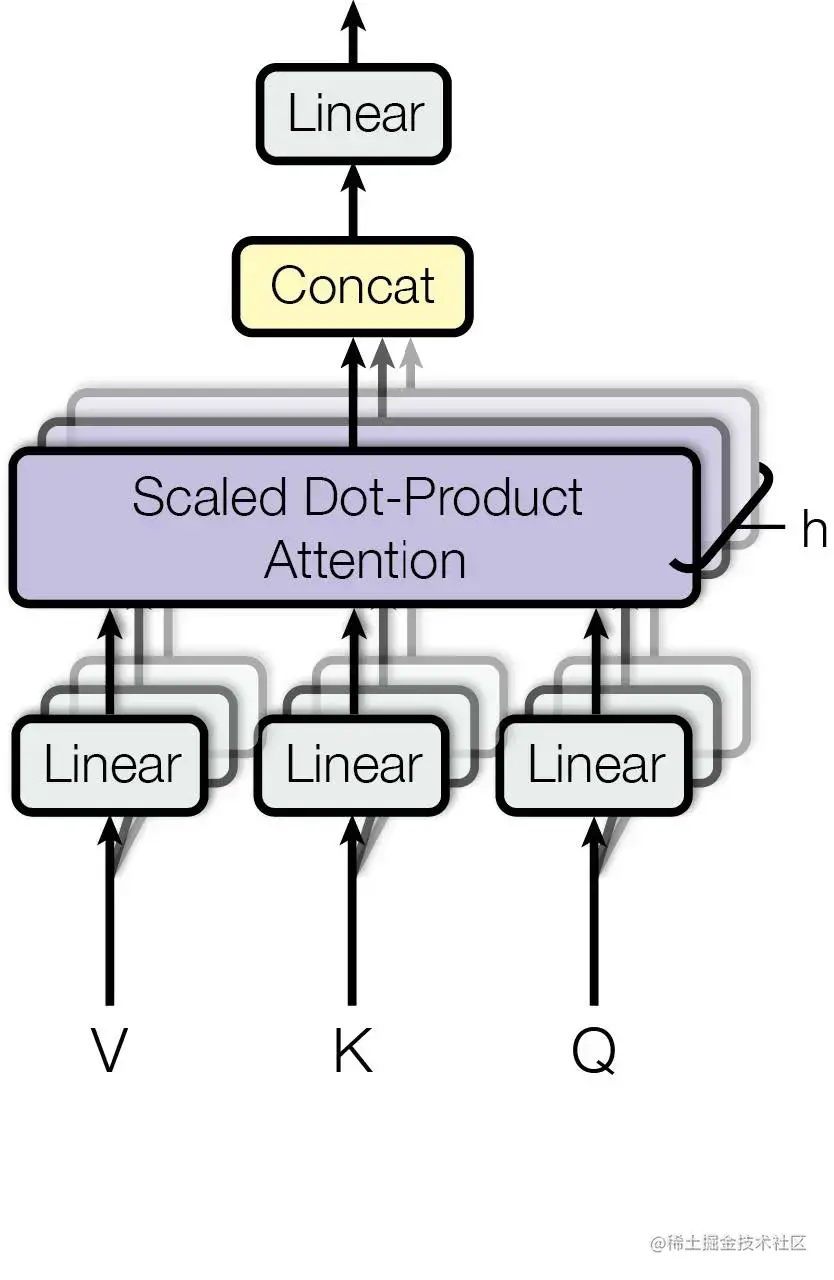 Linear
Concat
Scaled Dot-Product
Attention
h
Linear
Linear
Linear
V
K
Q
@稀土掘金技术社区